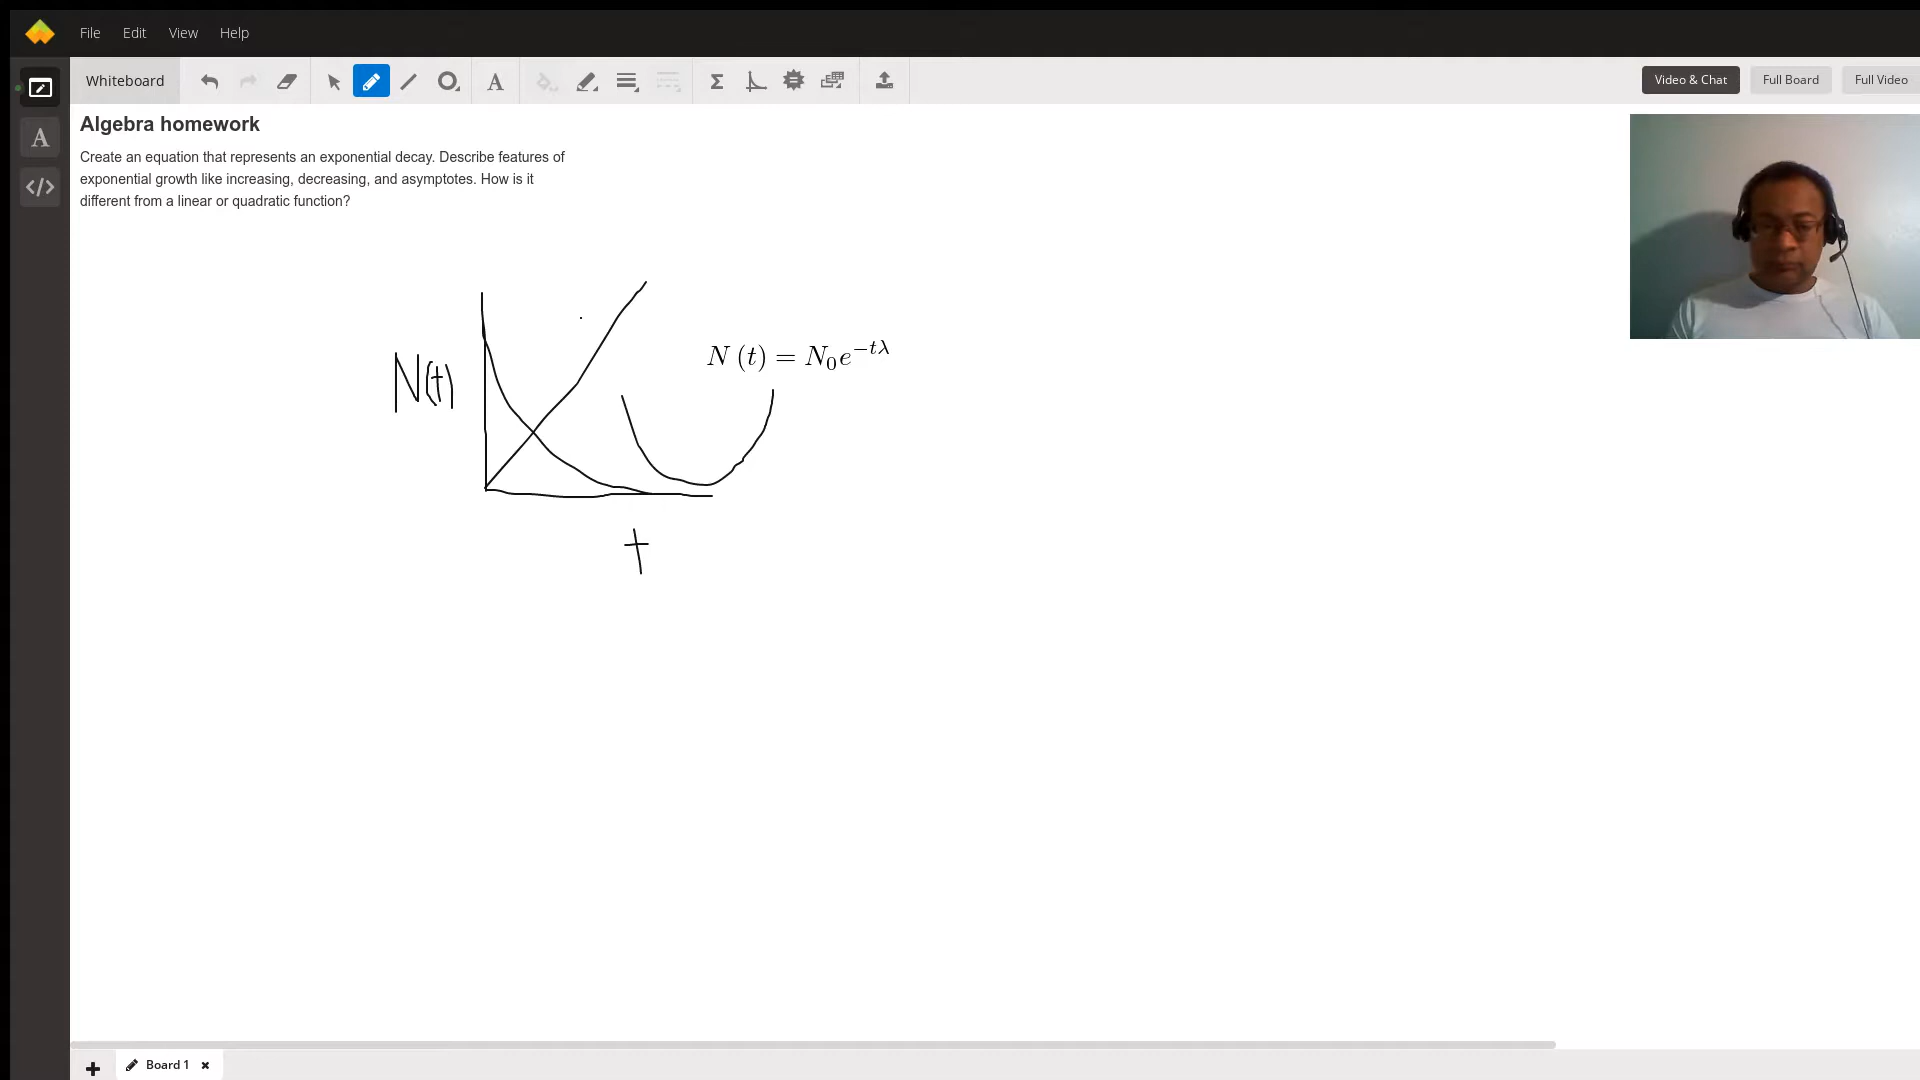 File Edit View Help
Whiteboard
A
Σ
Video & Chat Full Board Full Video
A
</>
Algebra homework
Create an equation that represents an exponential decay. Describe features of
exponential growth like increasing, decreasing, and asymptotes. How is it
different from a linear or quadratic function?
N(t)
N (t) = N₀e^{-tλ}
t
Board 1